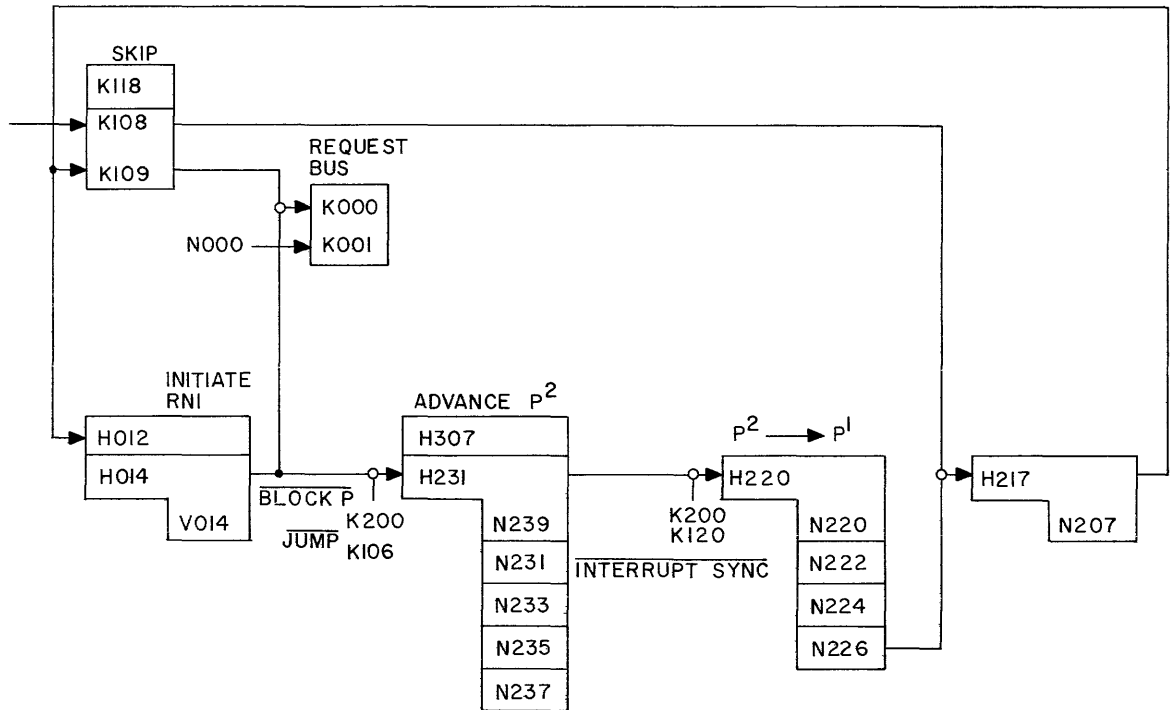 SKIP
K118
K108
K109
REQUEST
BUS
K000
N000
K001
INITIATE
RNI
H012
H014
V014
BLOCK P
K200
JUMP
K106
ADVANCE P²
H307
H231
N239
N231
N233
N235
N237
K200
K120
INTERRUPT SYNC
P² → P¹
H220
N220
N222
N224
N226
H217
N207